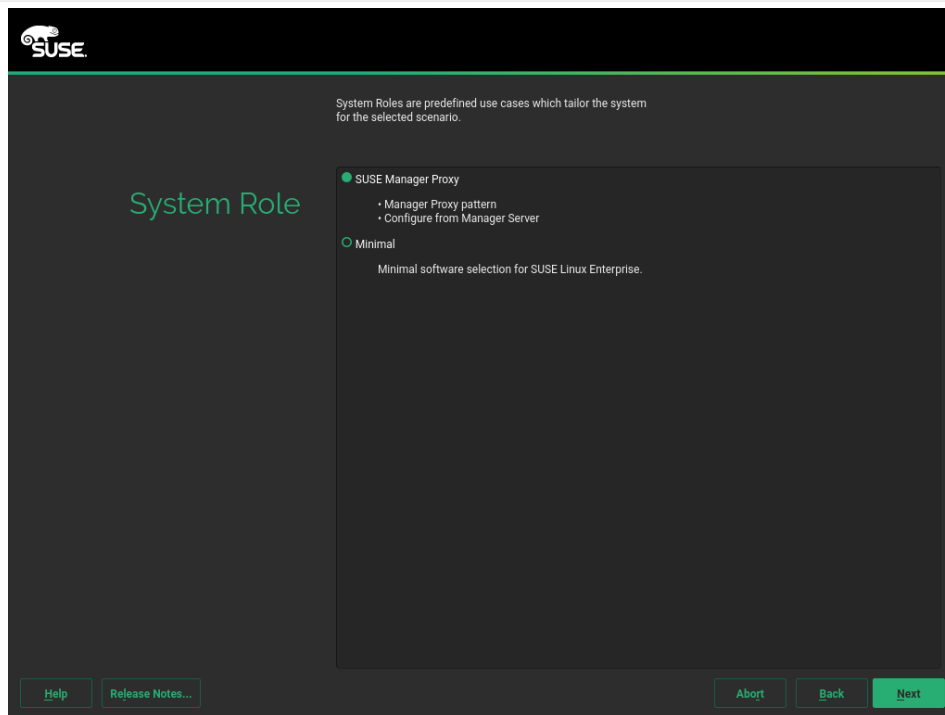 SUSE.
System Roles are predefined use cases which tailor the system
for the selected scenario.
System Role
SUSE Manager Proxy
• Manager Proxy pattern
• Configure from Manager Server
Minimal
Minimal software selection for SUSE Linux Enterprise.
Help
Release Notes...
Abort
Back
Next